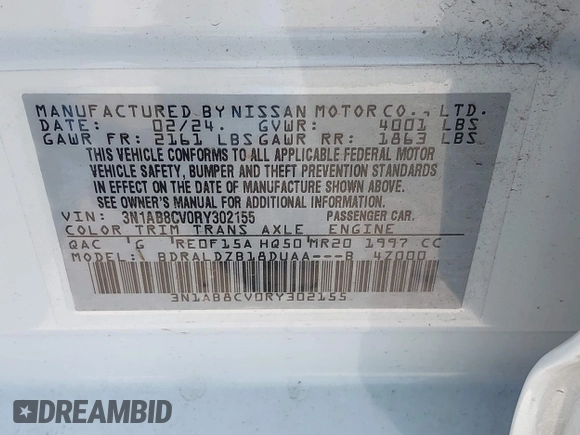 MANUFACTURED BY NISSAN MOTOR CO., LTD.
DATE: 02/24. GVWR: 4001 LBS
GAWR FR: 2161 LBS GAWR RR: 1863 LBS
THIS VEHICLE CONFORMS TO ALL APPLICABLE FEDERAL MOTOR
VEHICLE SAFETY, BUMPER AND THEFT PREVENTION STANDARDS
IN EFFECT ON THE DATE OF MANUFACTURE SHOWN ABOVE.
SEE OWNER'S MANUAL FOR ADDITIONAL INFORMATION.
VIN: 3N1AB8CV0RY302155 PASSENGER CAR.
COLOR TRIM TRANS AXLE ENGINE
QAC G RE0F15A HQ50 MR20 1997 CC
MODEL: BDRALDZB18DUAA---B 4Z000
3N1AB8CV0RY302155
DREAMBID